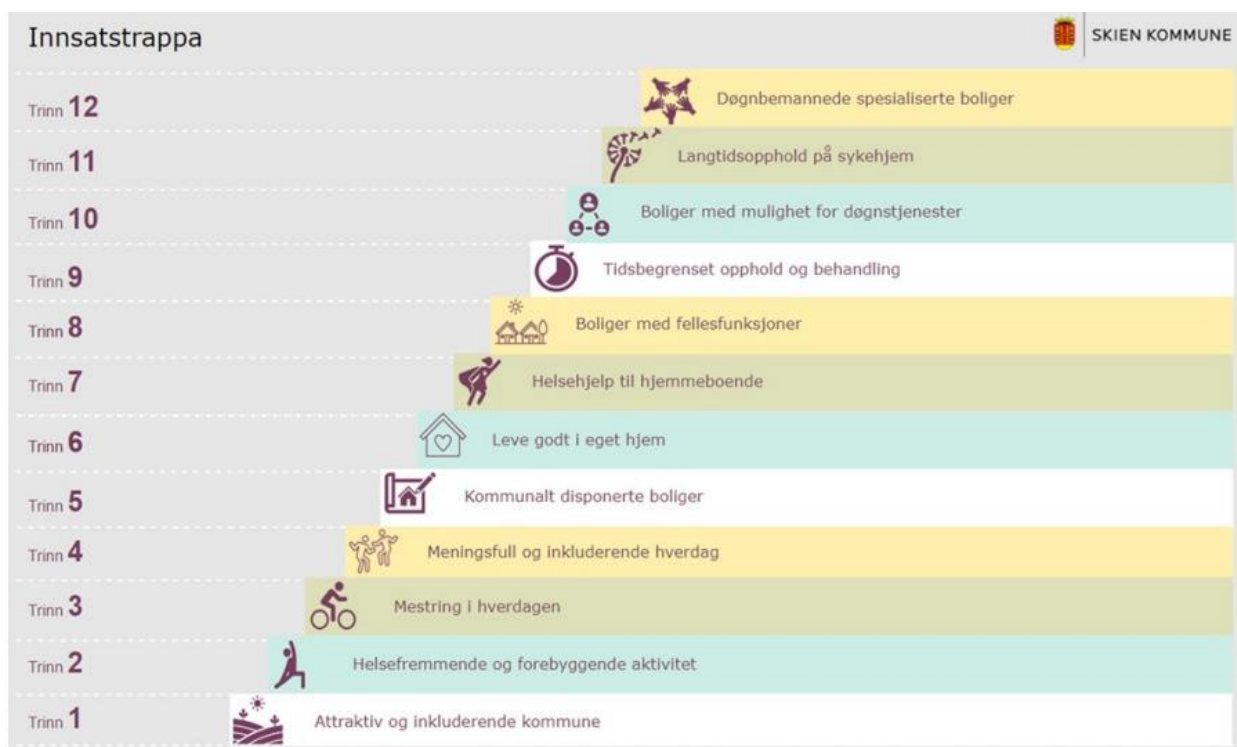 Innsatstrappa
SKIEN KOMMUNE
Trinn 12 Døgnbemannede spesialiserte boliger
Trinn 11 Langtidsopphold på sykehjem
Trinn 10 Boliger med mulighet for døgnstjenester
Trinn 9 Tidsbegrenset opphold og behandling
Trinn 8 Boliger med fellesfunksjoner
Trinn 7 Helsehjelp til hjemmeboende
Trinn 6 Leve godt i eget hjem
Trinn 5 Kommunalt disponerte boliger
Trinn 4 Meningsfull og inkluderende hverdag
Trinn 3 Mestring i hverdagen
Trinn 2 Helsefremmende og forebyggende aktivitet
Trinn 1 Attraktiv og inkluderende kommune